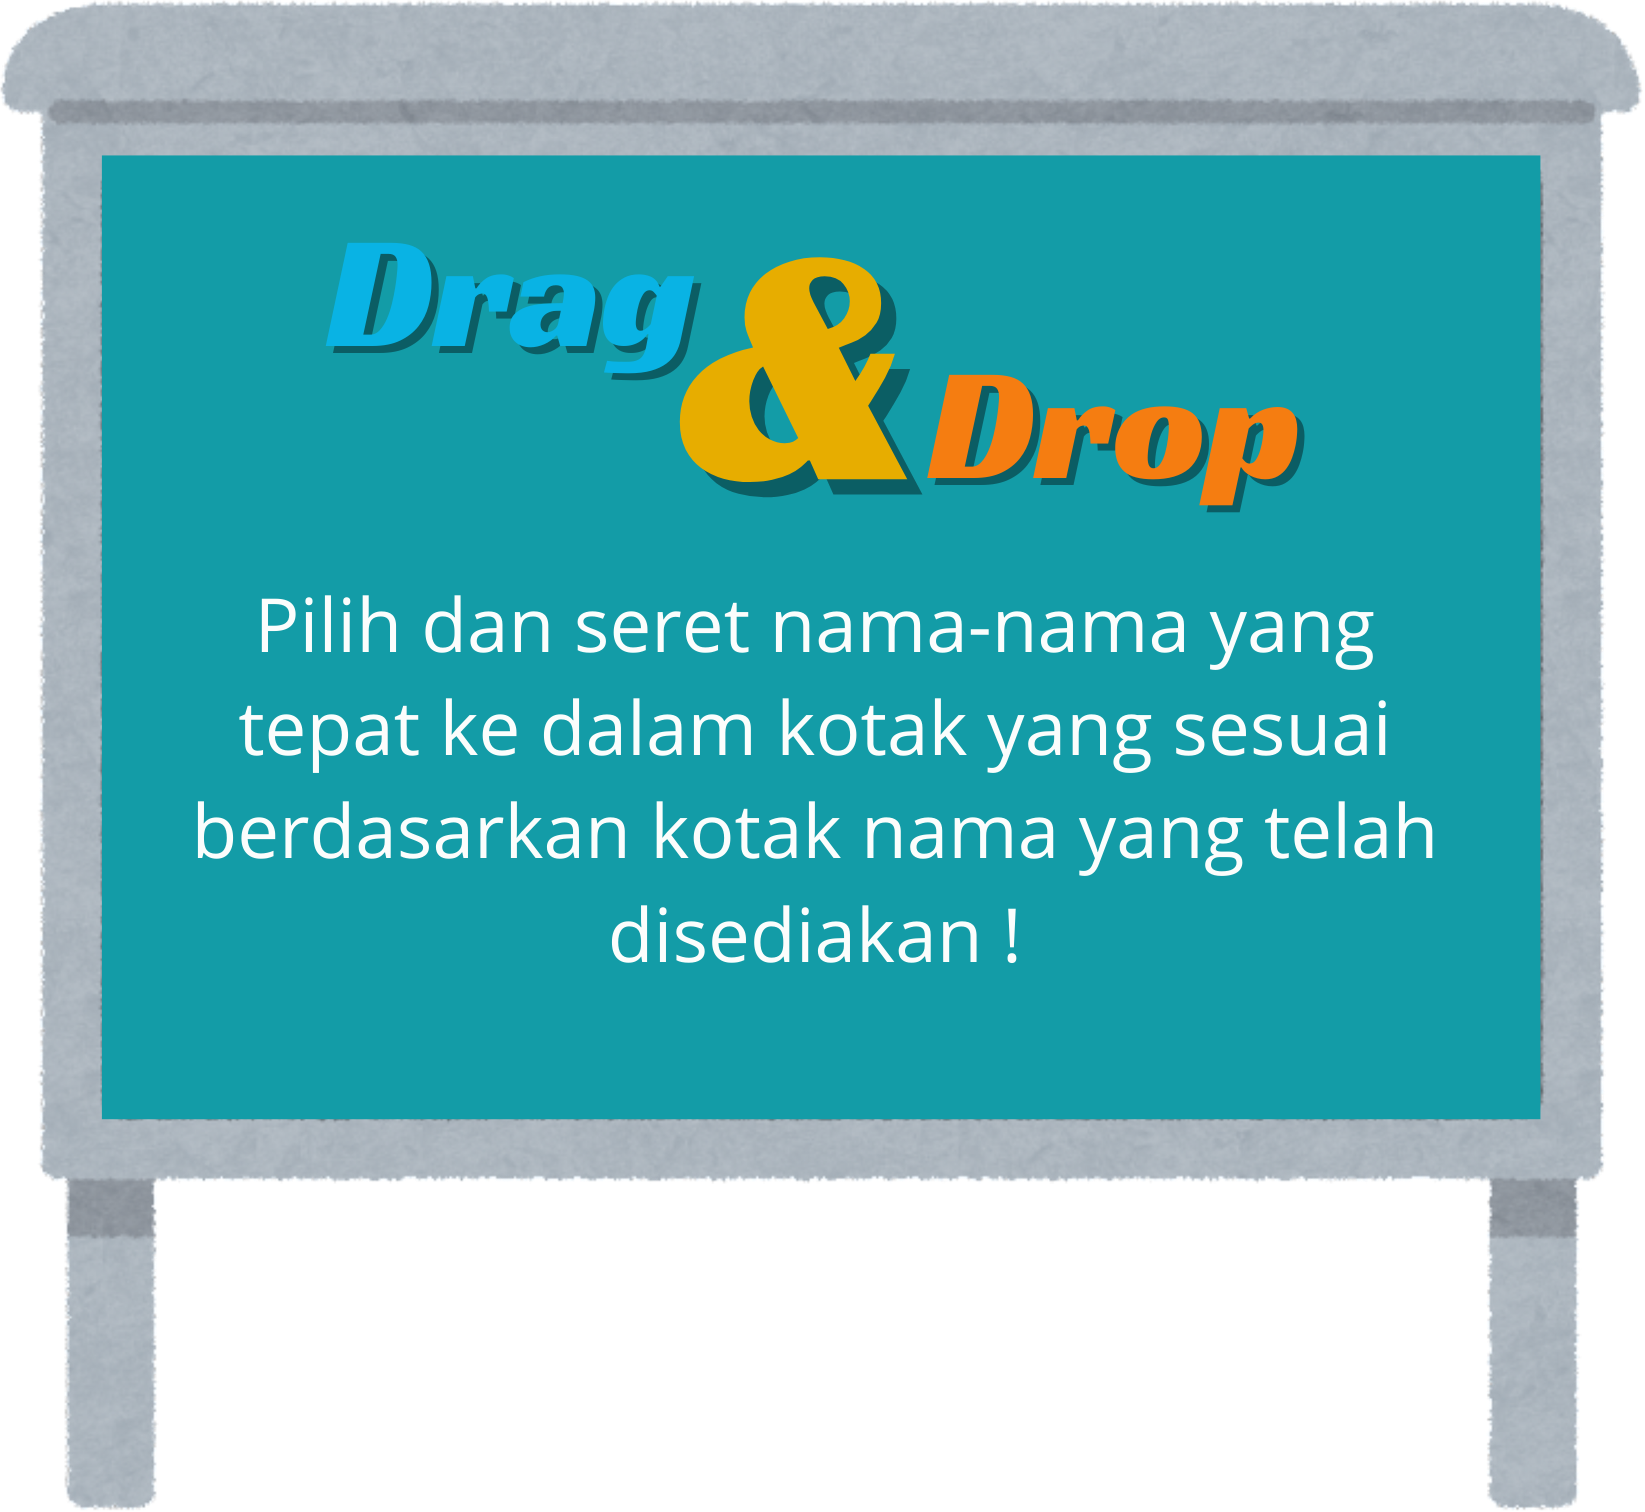 Drag
&
Drop
Pilih dan seret nama-nama yang
tepat ke dalam kotak yang sesuai
berdasarkan kotak nama yang telah
disediakan !